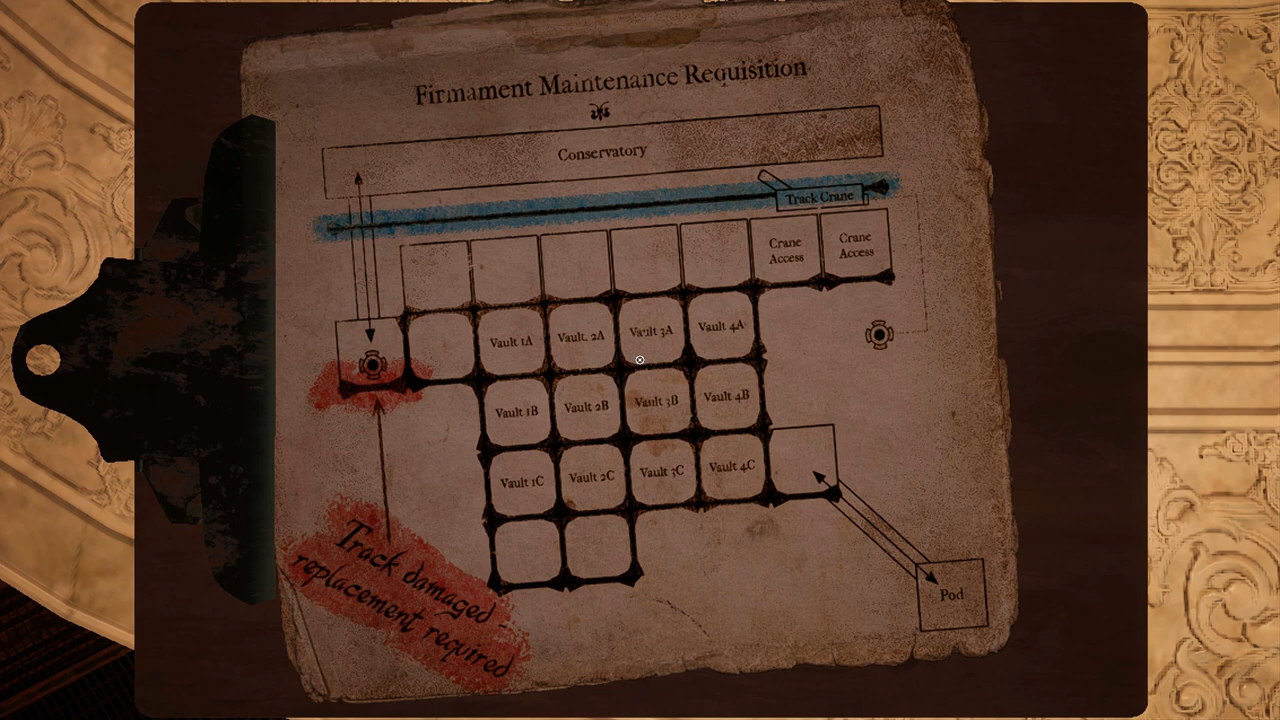 Firmament Maintenance Requisition
Conservatory
Track Crane
Crane Access
Crane Access
Vault 1A
Vault 2A
Vault 3A
Vault 4A
Vault 1B
Vault 2B
Vault 3B
Vault 4B
Vault 1C
Vault 2C
Vault 3C
Vault 4C
Track damaged -
replacement required
Pod